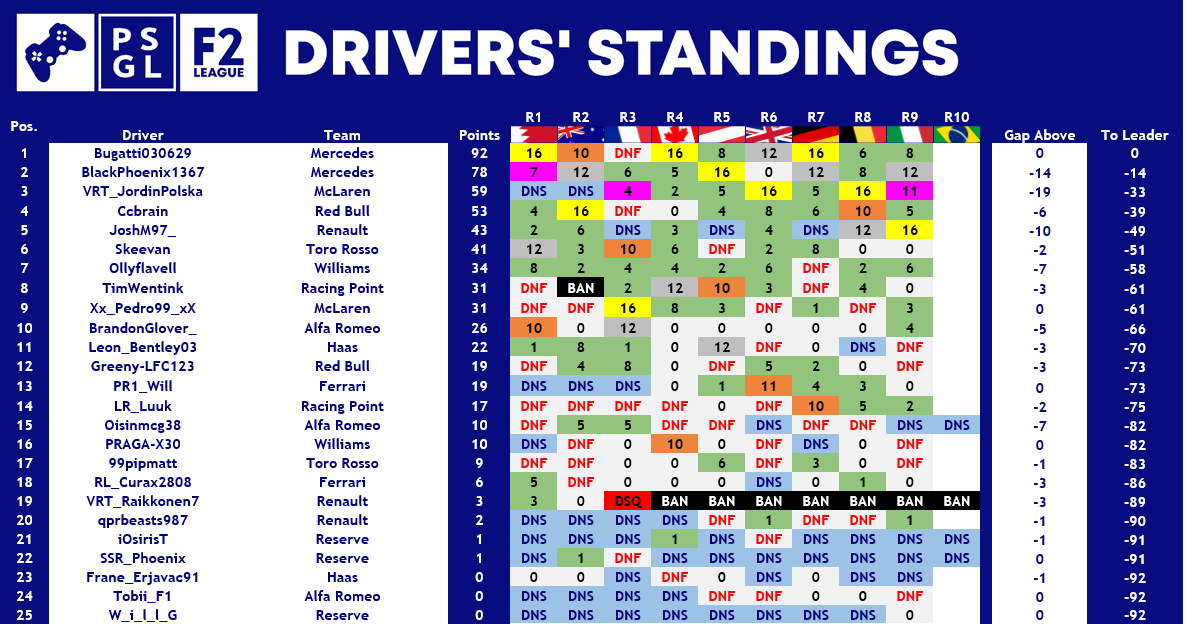 PS GL F2 LEAGUE DRIVERS' STANDINGS
Pos. Driver Team Points R1 R2 R3 R4 R5 R6 R7 R8 R9 R10 Gap Above To Leader
1 Bugatti030629 Mercedes 92 16 10 DNF 16 8 12 16 6 8 0 0
2 BlackPhoenix1367 Mercedes 78 7 12 6 5 16 0 12 8 12 -14 -14
3 VRT_JordinPolska McLaren 59 DNS DNS 4 2 5 16 5 16 11 -19 -33
4 Ccbrain Red Bull 53 4 16 DNF 0 4 8 6 10 5 -6 -39
5 JoshM97_ Renault 43 2 6 DNS 3 DNS 4 DNS 12 16 -10 -49
6 Skeevan Toro Rosso 41 12 3 10 6 DNF 2 8 0 0 -2 -51
7 Ollyflavell Williams 34 8 2 4 4 2 6 DNF 2 6 -7 -58
8 TimWentink Racing Point 31 DNF BAN 2 12 10 3 DNF 4 0 -3 -61
9 Xx_Pedro99_xX McLaren 31 DNF DNF 16 8 3 DNF 1 DNF 3 0 -61
10 BrandonGlover_ Alfa Romeo 26 10 0 12 0 0 0 0 0 4 -5 -66
11 Leon_Bentley03 Haas 22 1 8 1 0 12 DNF 0 DNS DNF -3 -70
12 Greeny-LFC123 Red Bull 19 DNF 4 8 0 DNF 5 2 0 DNF -3 -73
13 PR1_Will Ferrari 19 DNS DNS DNS 0 1 11 4 3 0 0 -73
14 LR_Luuk Racing Point 17 DNF DNF DNF DNF 0 DNF 10 5 2 -2 -75
15 Oisinmcg38 Alfa Romeo 10 DNF 5 5 DNF DNF DNS DNF DNF DNS DNS -7 -82
16 PRAGA-X30 Williams 10 DNS DNF 0 10 0 DNF DNS 0 DNF 0 -82
17 99pipmatt Toro Rosso 9 DNF DNF 0 0 6 DNF 3 0 DNF -1 -83
18 RL_Curax2808 Ferrari 6 5 DNF 0 0 0 DNS 0 1 0 -3 -86
19 VRT_Raikkonen7 Renault 3 3 0 DSQ BAN BAN BAN BAN BAN BAN BAN -3 -89
20 qprbeasts987 Renault 2 DNS DNS DNS DNS DNF 1 DNF DNF 1 -1 -90
21 iOsirisT Reserve 1 DNS DNS DNS 1 DNS DNF DNS DNS DNS DNS -1 -91
22 SSR_Phoenix Reserve 1 DNS 1 DNF DNS DNS DNS DNS DNS DNS DNS 0 -91
23 Frane_Erjavac91 Haas 0 0 0 DNS DNF 0 DNS 0 DNS DNS -1 -92
24 Tobii_F1 Alfa Romeo 0 DNS DNS DNS DNS DNF DNF 0 0 DNF 0 -92
25 W_i_l_l_G Reserve 0 DNS DNS DNS DNS DNS DNS DNS DNS 0 0 -92